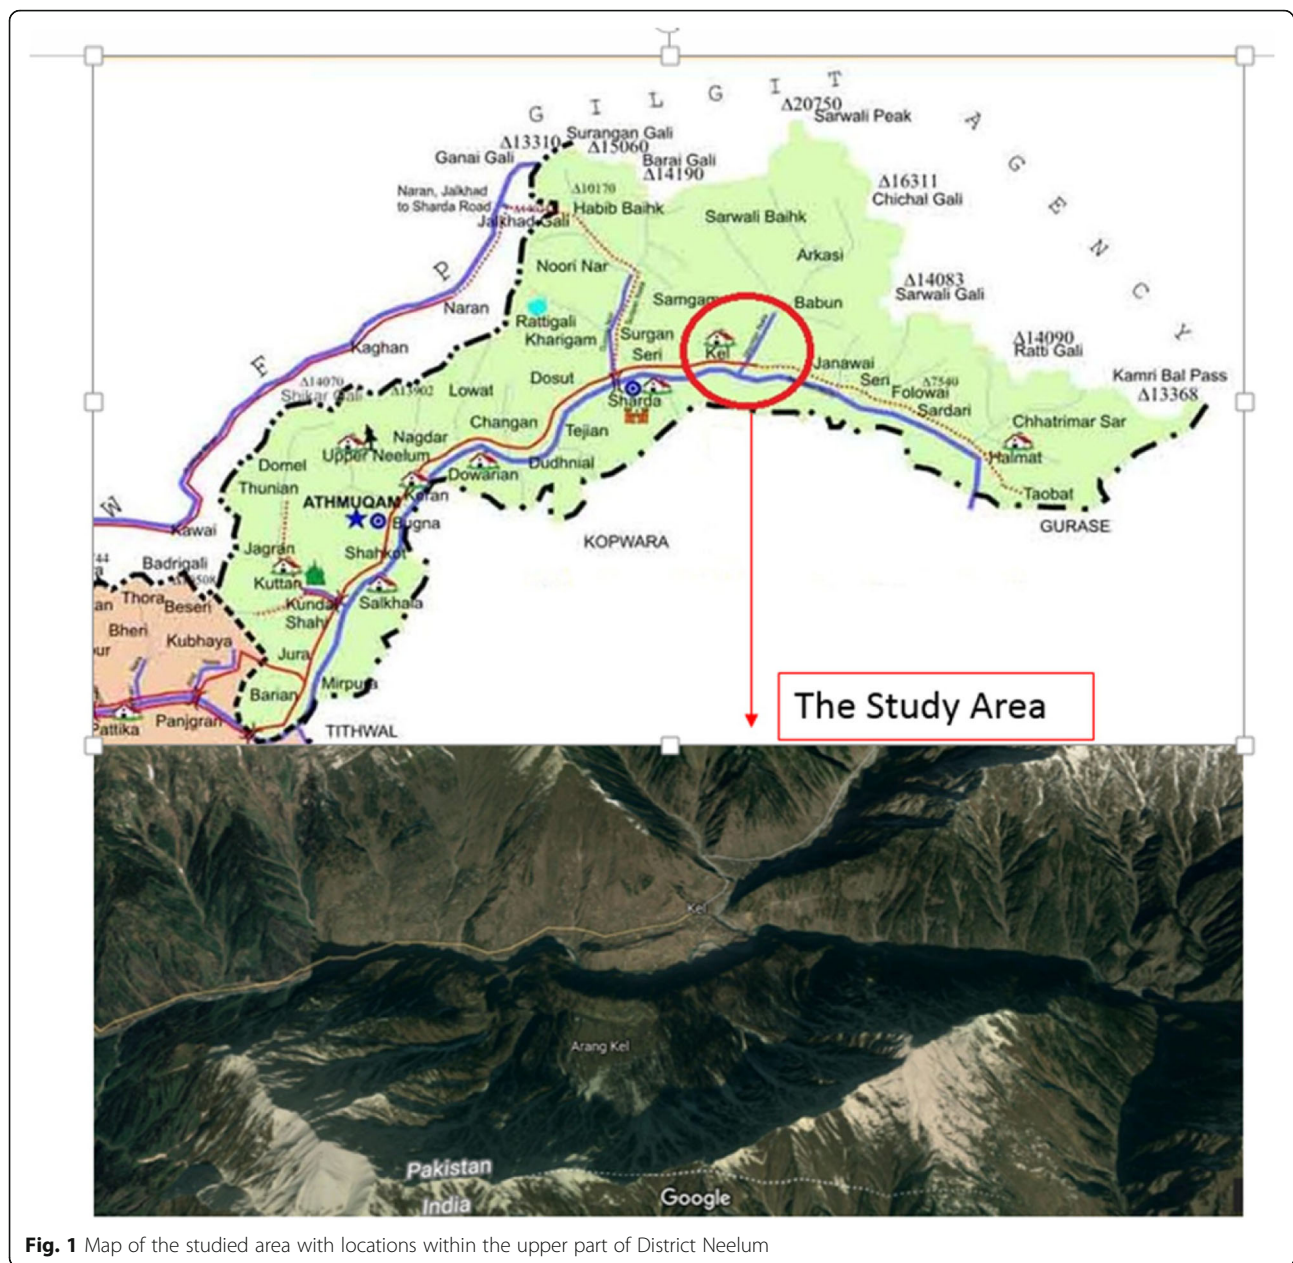 G I L G I T A G E N C Y
Δ20750
Sarwali Peak
Surangan Gali
Δ13310
Δ15060
Ganai Gali
Barai Gali
Δ14190
Δ16311
Chichal Gali
Naran, Jalkhad
to Sharda Road
Δ10170
Habib Baihk
Jalkhad Gali
Sarwali Baihk
Arkasi
Noori Nar
P
Δ14083
Sarwali Gali
Naran
Samgam
Babun
Rattigali
Kharigam
Surgan
Δ14090
Ratti Gali
Kaghan
Seri
Kel
Janawai
F
Kamri Bal Pass
Δ13368
Δ14070
Shikar Gali
Δ13902
Lowat
Dosut
Seri
Δ7540
Folowai
Sharda
Sardari
Changan
Tejian
Chhatrimar Sar
Nagdar
Upper Neelum
Halmat
Domel
Dowarian
Dudhnial
Thunian
Keran
Taobat
ATHMUQAM
W
Bugna
GURASE
Kawai
KOPWARA
Jagran
Shahkot
Badrigali
Kuttan
Thora
Beseri
Kundal
Shahi
Salkhala
Bheri
Kubhaya
Jura
Mirpura
Barian
Pattika
Panjgran
TITHWAL
The Study Area
Kel
Arang Kel
Pakistan
India
Google
Fig. 1 Map of the studied area with locations within the upper part of District Neelum